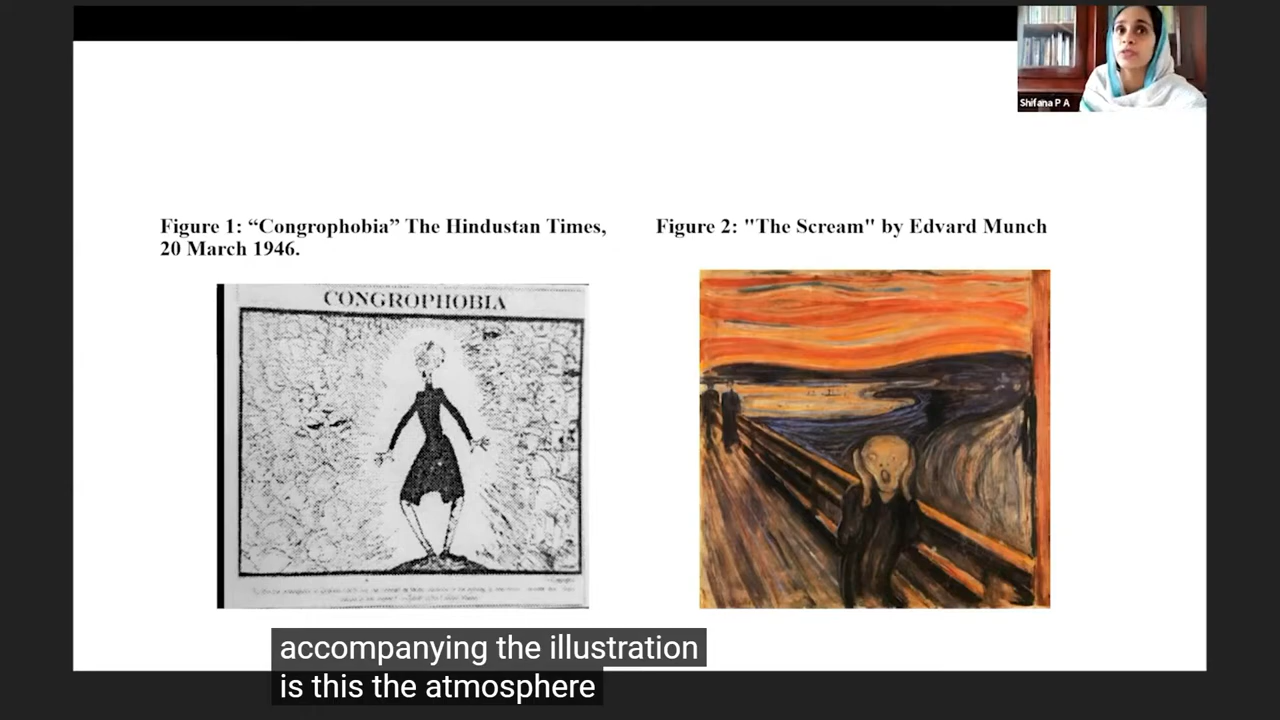 Shifana P A
Figure 1: “Congrophobia” The Hindustan Times,
20 March 1946.
Figure 2: "The Scream" by Edvard Munch
CONGROPHOBIA
accompanying the illustration
is this the atmosphere